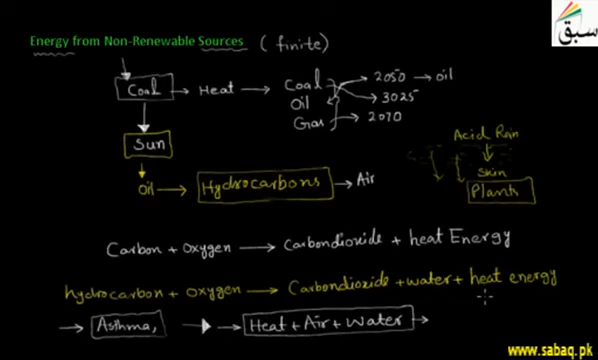 Energy from Non-Renewable Sources (finite)
سبق
Coal → Heat → Coal → 2050 → oil
Oil → 3025
Gas → 2070
Sun
Acid Rain
Skin
Oil → Hydrocarbons → Air
Plants
Carbon + Oxygen → Carbondioxide + heat Energy
hydrocarbon + oxygen → Carbondioxide + water + heat energy
→ Asthma, → Heat + Air + Water →
www.sabaq.pk